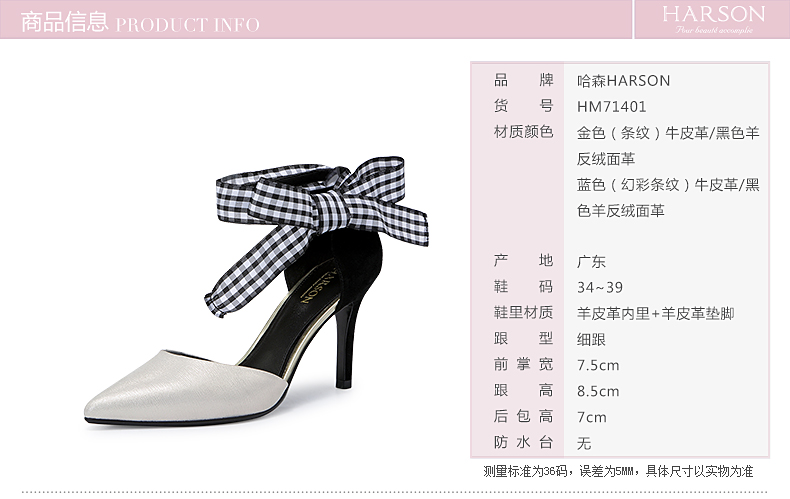 商品信息 PRODUCT INFO
HARSON
Pour beauté accomplie
品牌 哈森HARSON
货号 HM71401
材质颜色 金色（条纹）牛皮革/黑色羊
反绒面革
蓝色（幻彩条纹）牛皮革/黑
色羊反绒面革
产地 广东
鞋码 34~39
鞋里材质 羊皮革内里+羊皮革垫脚
跟型 细跟
前掌宽 7.5cm
跟高 8.5cm
后包高 7cm
防水台 无
测量标准为36码，误差为5MM，具体尺寸以实物为准
HARSON